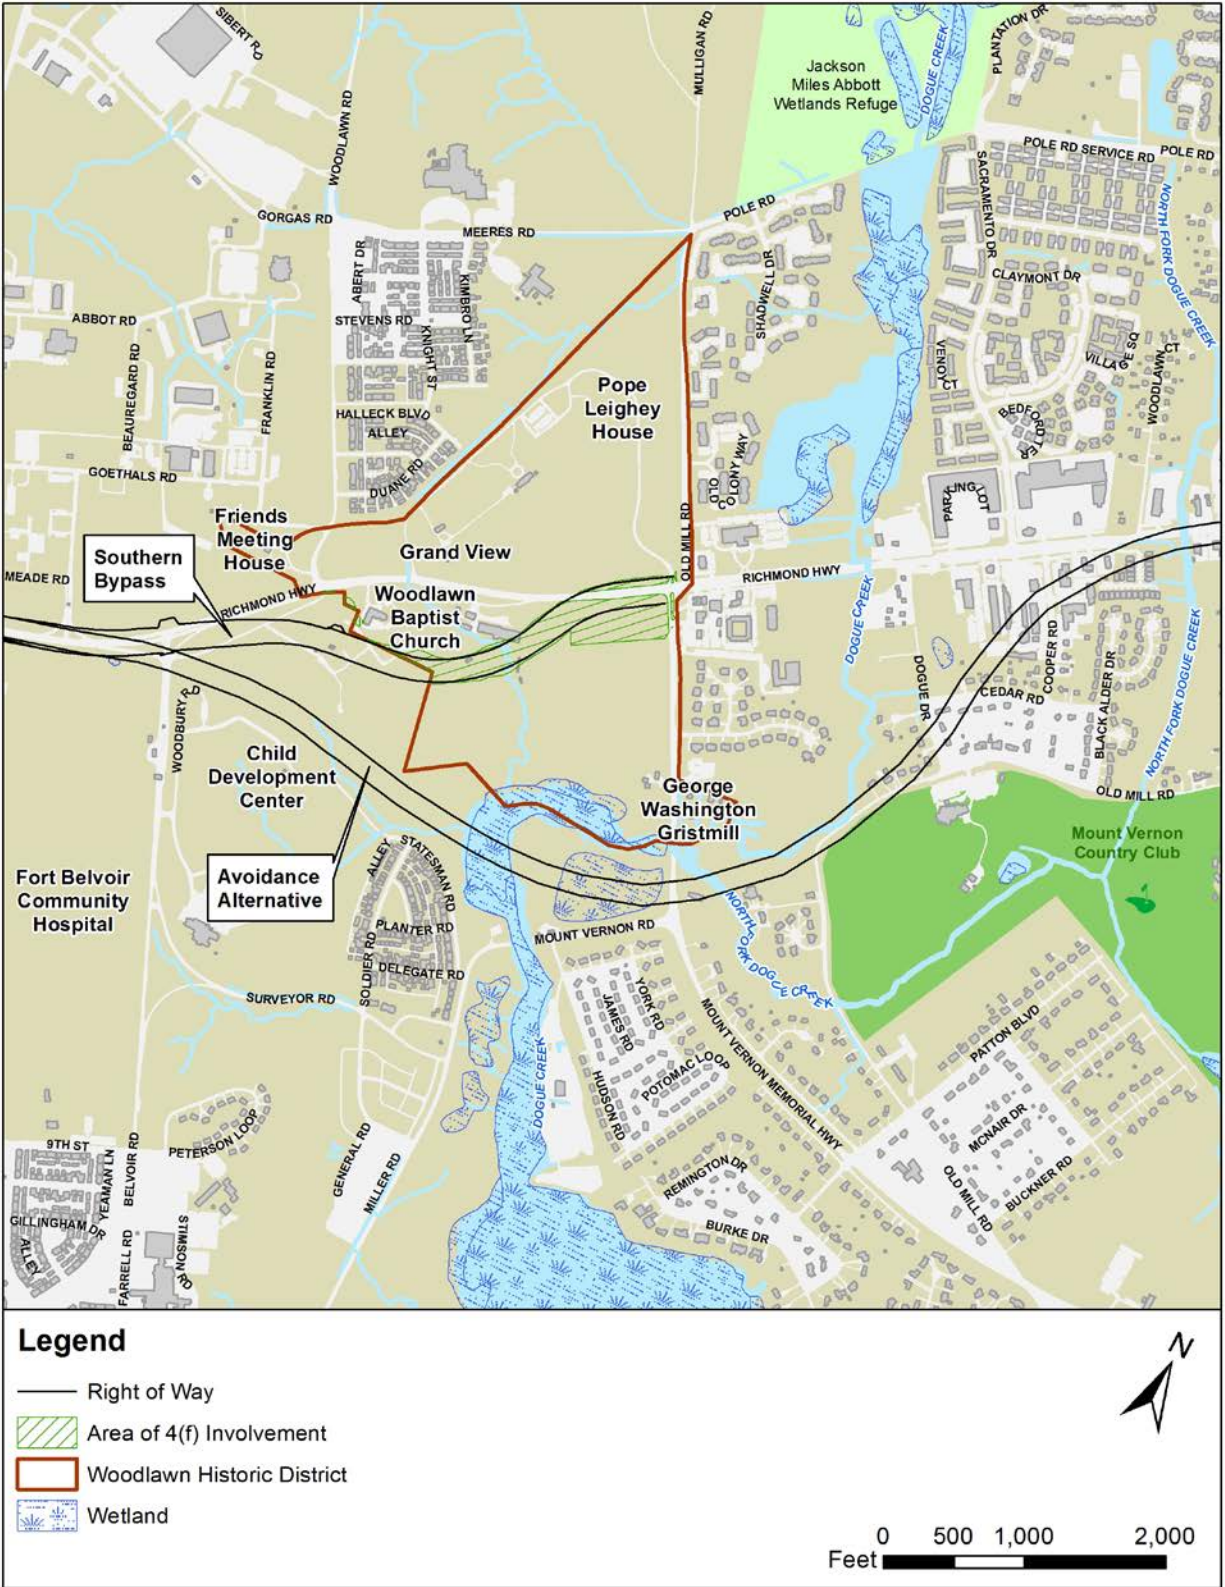 SIBERT RD
MULLIGAN RD
PLANTATION DR
DOGUE CREEK
Jackson
Miles Abbott
Wetlands Refuge
WOODLAWN RD
POLE RD SERVICE RD
POLE RD
SACRAMENTO DR
NORTH FORK DOGUE CREEK
POLE RD
GORGAS RD
MEERES RD
ABERT DR
KIMBRO LN
SHADWELL DR
CLAYMONT DR
ABBOT RD
STEVENS RD
KNIGHT ST
BEAUREGARD RD
FRANKLIN RD
VENOY CT
VILLAGE SQ
WOODLAWN CT
Pope
Leighey
House
HALLECK BLVD
ALLEY
BEDFORD TER
OLD COLONY WAY
GOETHALS RD
DUANE RD
PARKING LOT
Friends
Meeting
House
OLD MILL RD
Grand View
Southern
Bypass
MEADE RD
RICHMOND HWY
RICHMOND HWY
Woodlawn
Baptist
Church
DOGUE CREEK
COOPER RD
DOGUE DR
CEDAR RD
BLACK ALDER DR
NORTH FORK DOGUE CREEK
WOODBURY RD
Child
Development
Center
George
Washington
Gristmill
OLD MILL RD
Mount Vernon
Country Club
ALLEY
STATESMAN RD
Avoidance
Alternative
Fort Belvoir
Community
Hospital
PLANTER RD
MOUNT VERNON RD
NORTH FORK DOGUE CREEK
SOLDIER RD
DELEGATE RD
SURVEYOR RD
YORK RD
JAMES RD
MOUNT VERNON MEMORIAL HWY
PATTON BLVD
DOGUE CREEK
HUDSON RD
POTOMAC LOOP
PETERSON LOOP
MCNAIR DR
9TH ST
YEAMAN LN
BELVOIR RD
GENERAL RD
MILLER RD
REMINGTON DR
OLD MILL RD
BUCKNER RD
GILLINGHAM DR
ALLEY
FARRELL RD
STIMSON RD
BURKE DR
Legend
N
Right of Way
Area of 4(f) Involvement
Woodlawn Historic District
Wetland
0 500 1,000 2,000
Feet